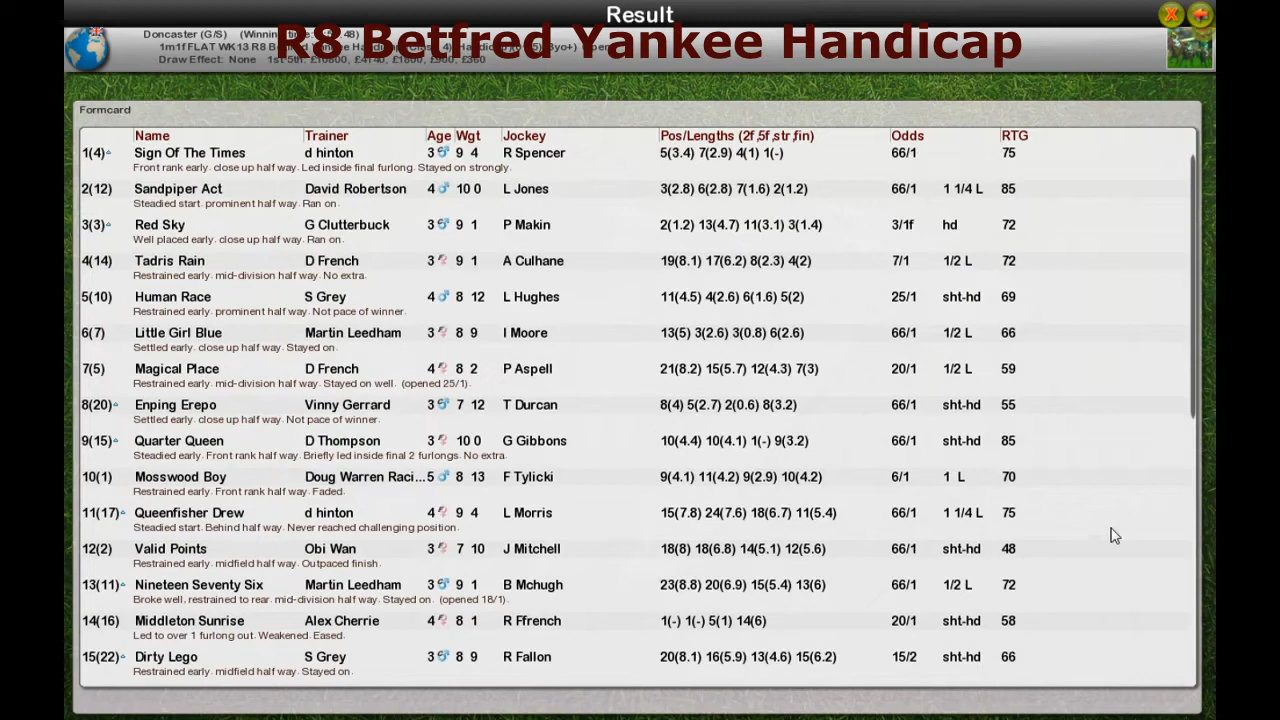 Result
R8 Betfred Yankee Handicap
Doncaster (G/S) (Winning
1m1f FLAT WK13 R8
Draw Effect: None 1st-5th: £10800, £4140, £1800, £900, £360
Formcard
Name Trainer Age Wgt Jockey Pos/Lengths (2f,5f,str,fin) Odds RTG
1(4) Sign Of The Times d hinton 3 9 4 R Spencer 5(3.4) 7(2.9) 4(1) 1(-) 66/1 75
Front rank early. close up half way. Led inside final furlong. Stayed on strongly.
2(12) Sandpiper Act David Robertson 4 10 0 L Jones 3(2.8) 6(2.8) 7(1.6) 2(1.2) 66/1 1 1/4 L 85
Steadied start. prominent half way. Ran on.
3(3) Red Sky G Clutterbuck 3 9 1 P Makin 2(1.2) 13(4.7) 11(3.1) 3(1.4) 3/1f hd 72
Well placed early. close up half way. Ran on.
4(14) Tadris Rain D French 3 9 1 A Culhane 19(8.1) 17(6.2) 8(2.3) 4(2) 7/1 1/2 L 72
Restrained early. mid-division half way. No extra.
5(10) Human Race S Grey 4 8 12 L Hughes 11(4.5) 4(2.6) 6(1.6) 5(2) 25/1 sht-hd 69
Restrained early. prominent half way. Not pace of winner.
6(7) Little Girl Blue Martin Leedham 3 8 9 I Moore 13(5) 3(2.6) 3(0.8) 6(2.6) 66/1 1/2 L 66
Settled early. close up half way. Stayed on.
7(5) Magical Place D French 4 8 2 P Aspell 21(8.2) 15(5.7) 12(4.3) 7(3) 20/1 1/2 L 59
Restrained early. mid-division half way. Stayed on well. (opened 25/1).
8(20) Enping Erepo Vinny Gerrard 3 7 12 T Durcan 8(4) 5(2.7) 2(0.6) 8(3.2) 66/1 sht-hd 55
Settled early. close up half way. Not pace of winner.
9(15) Quarter Queen D Thompson 3 10 0 G Gibbons 10(4.4) 10(4.1) 1(-) 9(3.2) 66/1 sht-hd 85
Steadied early. Front rank half way. Briefly led inside final 2 furlongs. No extra.
10(1) Mosswood Boy Doug Warren Raci... 5 8 13 F Tylicki 9(4.1) 11(4.2) 9(2.9) 10(4.2) 6/1 1 L 70
Restrained early. Front rank half way. Faded.
11(17) Queenfisher Drew d hinton 4 9 4 L Morris 15(7.8) 24(7.6) 18(6.7) 11(5.4) 66/1 1 1/4 L 75
Steadied start. Behind half way. Never reached challenging position.
12(2) Valid Points Obi Wan 3 7 10 J Mitchell 18(8) 18(6.8) 14(5.1) 12(5.6) 66/1 sht-hd 48
Restrained early. midfield half way. Outpaced finish.
13(11) Nineteen Seventy Six Martin Leedham 3 9 1 B Mchugh 23(8.8) 20(6.9) 15(5.4) 13(6) 66/1 1/2 L 72
Broke well, restrained to rear. mid-division half way. Stayed on. (opened 18/1).
14(16) Middleton Sunrise Alex Cherrie 4 8 1 R Ffrench 1(-) 1(-) 5(1) 14(6) 20/1 sht-hd 58
Led to over 1 furlong out. Weakened. Eased.
15(22) Dirty Lego S Grey 3 8 9 R Fallon 20(8.1) 16(5.9) 13(4.6) 15(6.2) 15/2 sht-hd 66
Restrained early. midfield half way. Stayed on.